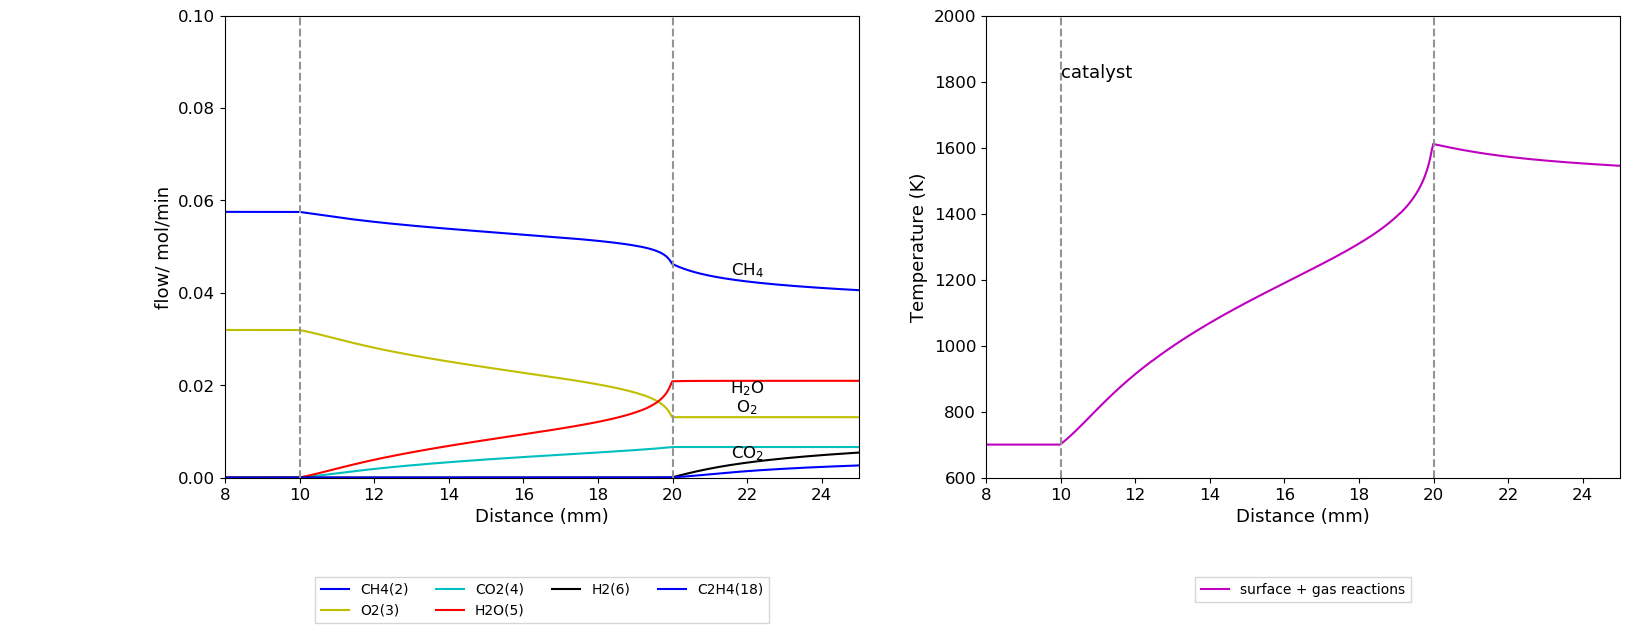 0.10
0.08
0.06
0.04
0.02
0.00
flow/ mol/min
CH₄
H₂O
O₂
CO₂
8 10 12 14 16 18 20 22 24
Distance (mm)
CH4(2) CO2(4) H2(6) C2H4(18)
O2(3) H2O(5)
2000
1800
1600
1400
1200
1000
800
600
Temperature (K)
catalyst
8 10 12 14 16 18 20 22 24
Distance (mm)
surface + gas reactions